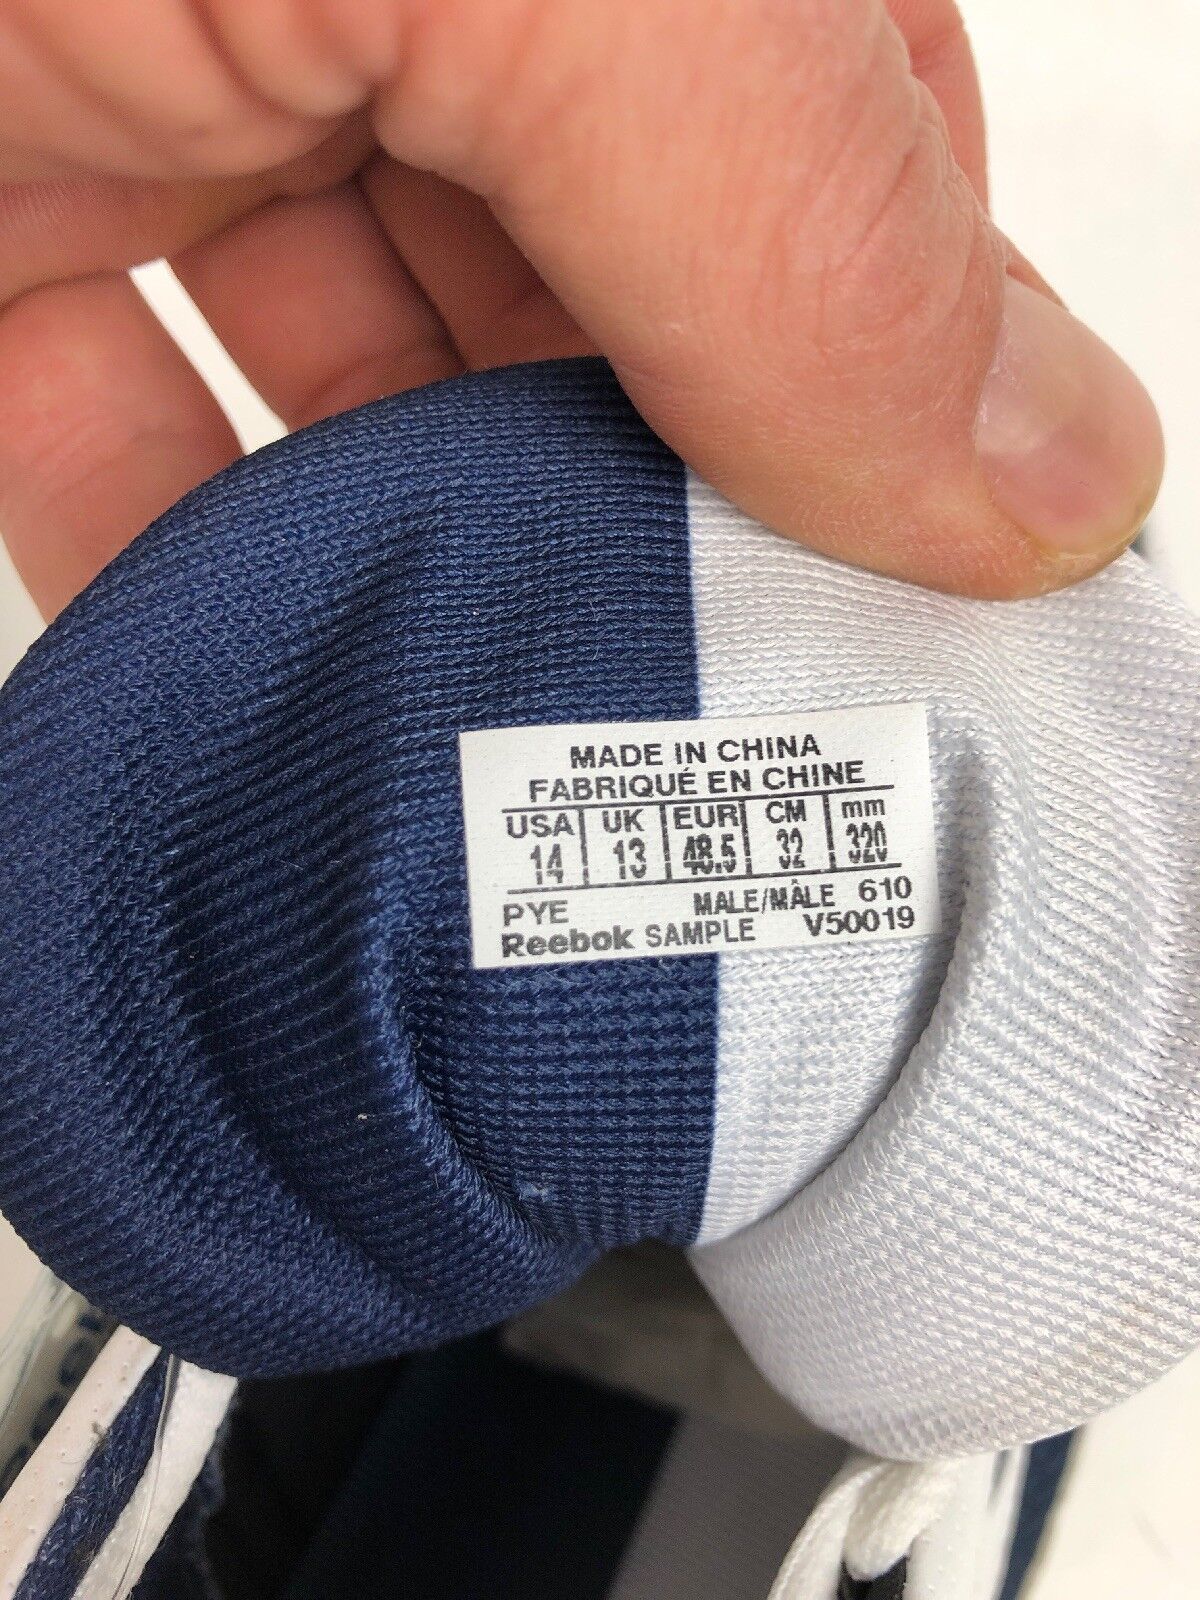 MADE IN CHINA
FABRIQUÉ EN CHINE
USA UK EUR CM mm
14 13 48.5 32 320
PYE MALE/MÂLE 610
Reebok SAMPLE V50019